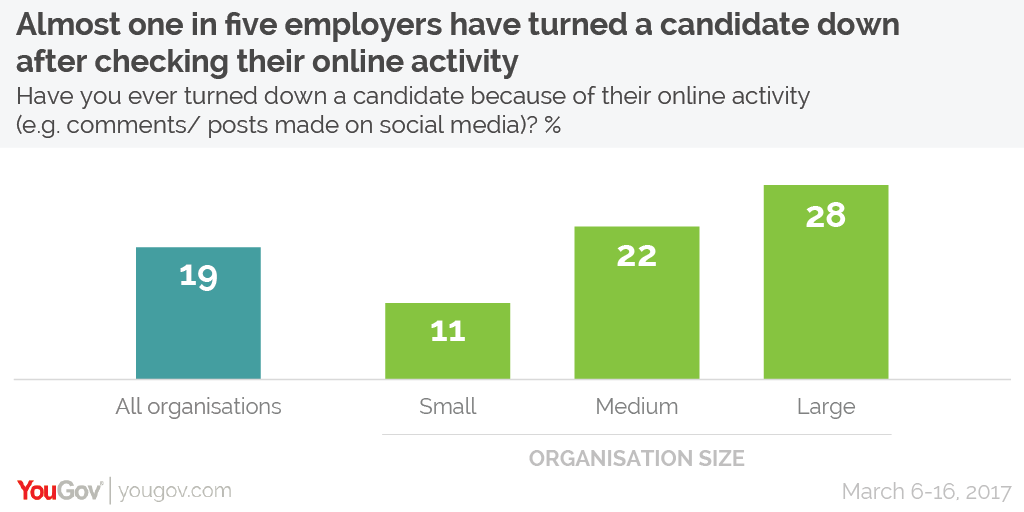 Almost one in five employers have turned a candidate down
after checking their online activity
Have you ever turned down a candidate because of their online activity
(e.g. comments/ posts made on social media)? %
19
11
22
28
All organisations
Small
Medium
Large
ORGANISATION SIZE
YouGov® | yougov.com
March 6-16, 2017